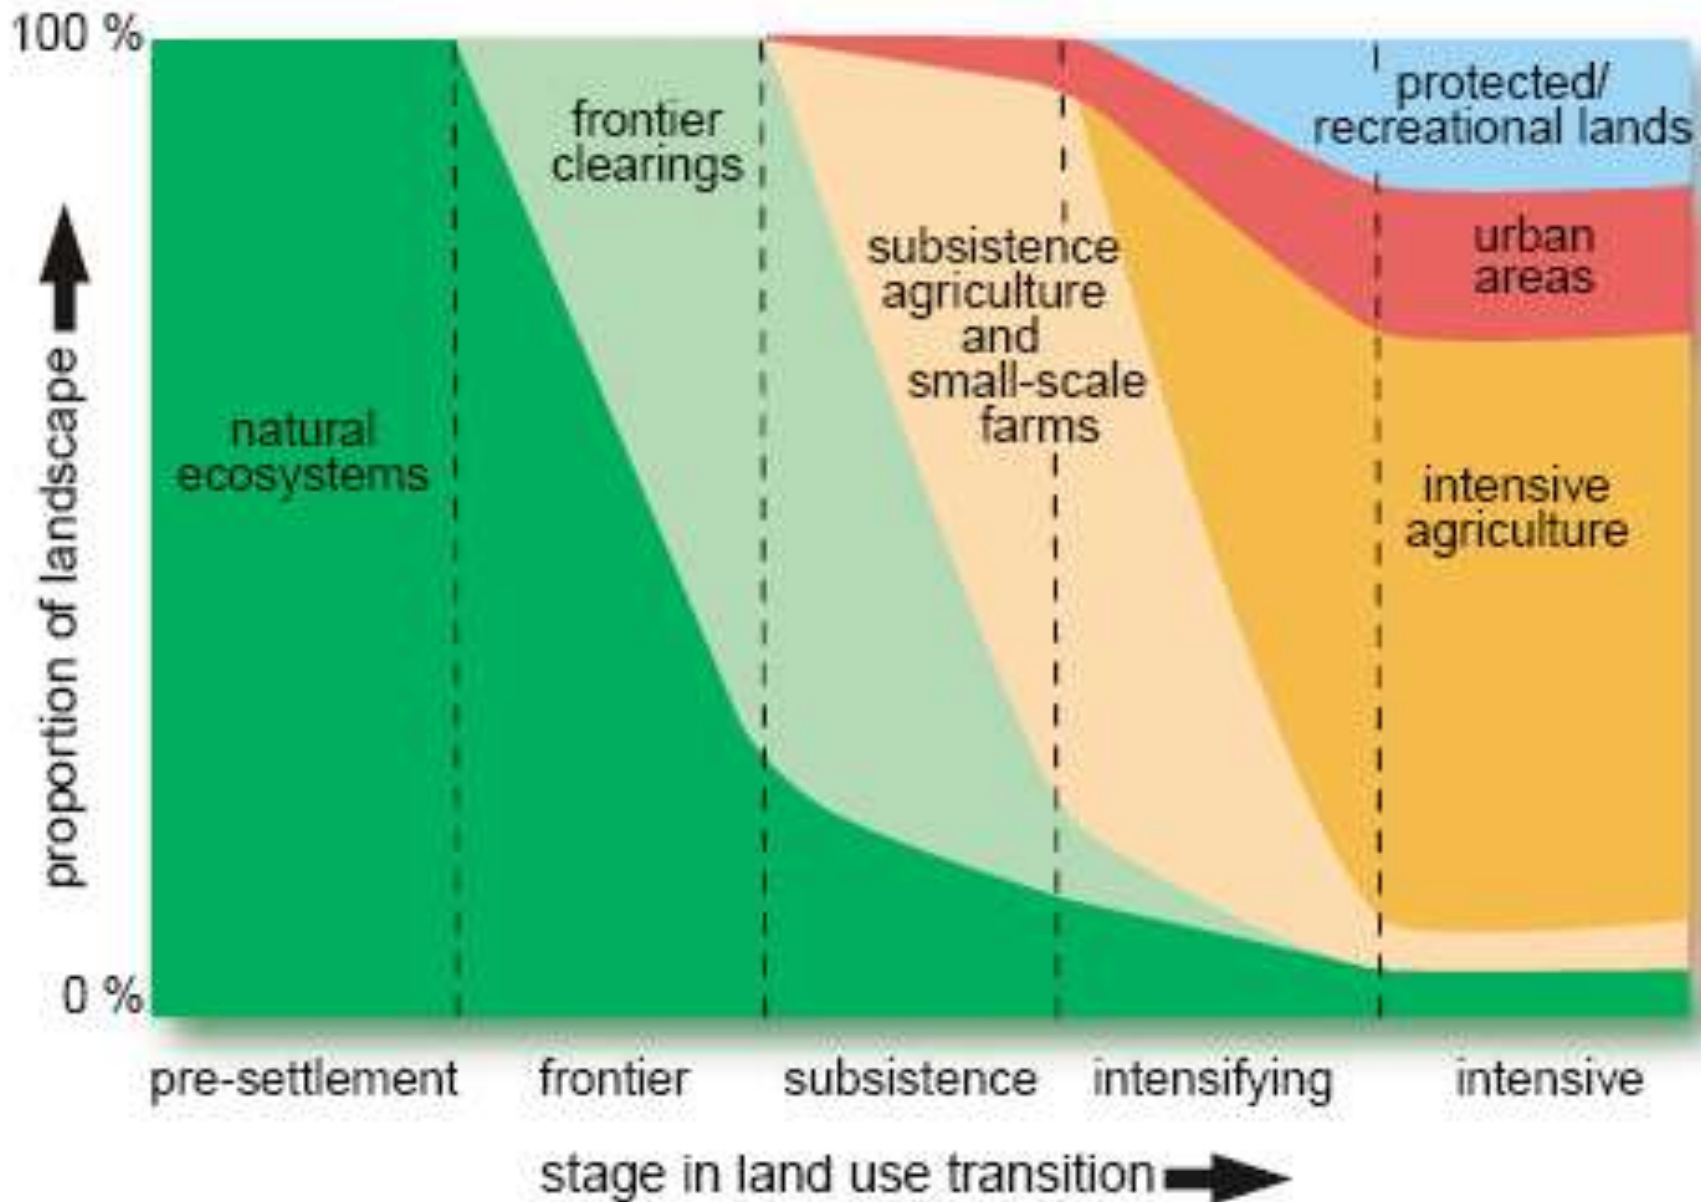 100 %
frontier
clearings
protected/
recreational lands
subsistence
agriculture
and
small-scale
farms
urban
areas
natural
ecosystems
intensive
agriculture
proportion of landscape
0 %
pre-settlement
frontier
subsistence
intensifying
intensive
stage in land use transition